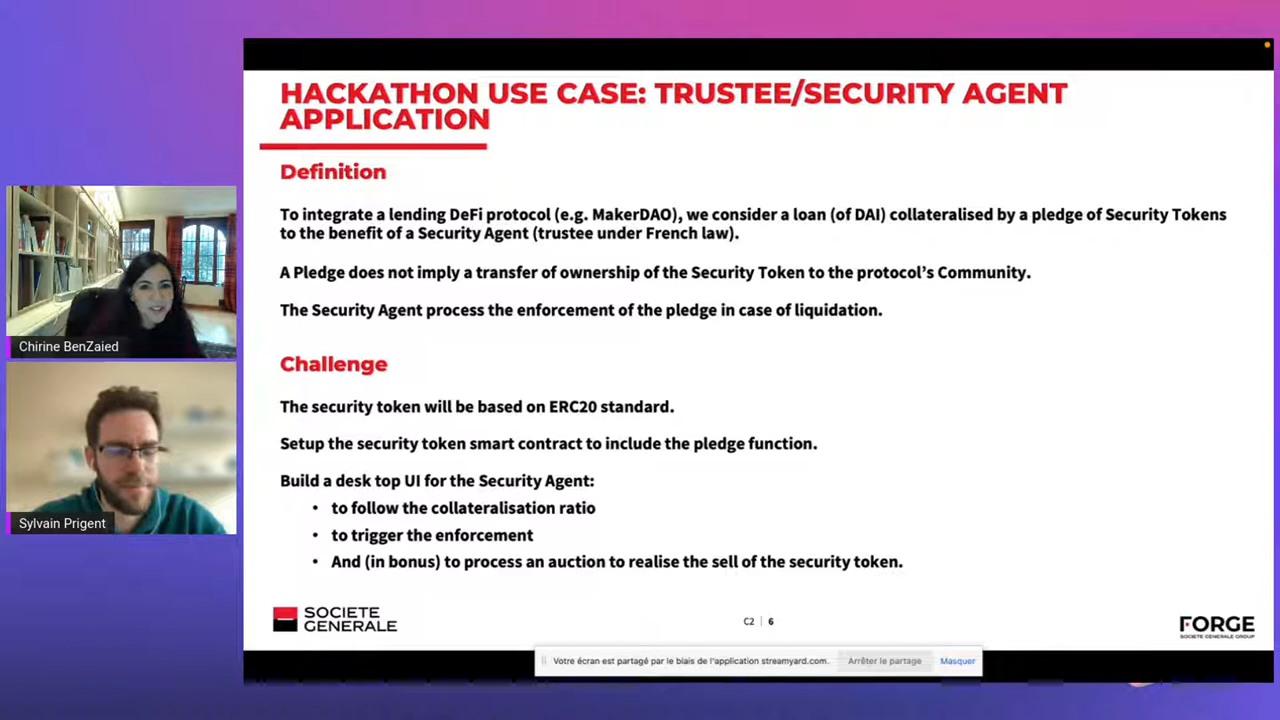 HACKATHON USE CASE: TRUSTEE/SECURITY AGENT
APPLICATION
Definition
To integrate a lending DeFi protocol (e.g. MakerDAO), we consider a loan (of DAI) collateralised by a pledge of Security Tokens
to the benefit of a Security Agent (trustee under French law).
A Pledge does not imply a transfer of ownership of the Security Token to the protocol's Community.
The Security Agent process the enforcement of the pledge in case of liquidation.
Challenge
The security token will be based on ERC20 standard.
Setup the security token smart contract to include the pledge function.
Build a desk top UI for the Security Agent:
• to follow the collateralisation ratio
• to trigger the enforcement
• And (in bonus) to process an auction to realise the sell of the security token.
Chirine BenZaied
Sylvain Prigent
SOCIETE
GENERALE
C2 | 6
FORGE
SOCIETE GENERALE GROUP
Votre écran est partagé par le biais de l'application streamyard.com. Arrêter le partage Masquer